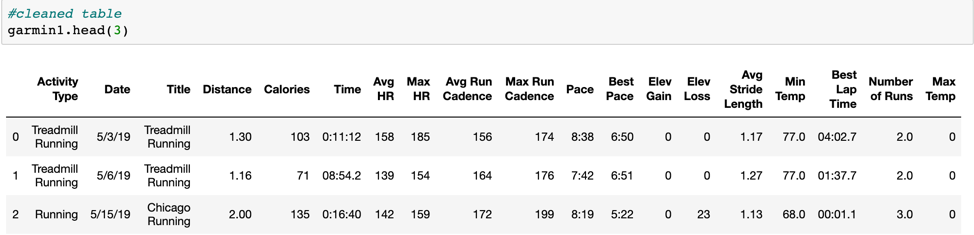 #cleaned table
garmin1.head(3)
Activity Type Date Title Distance Calories Time Avg HR Max HR Avg Run Cadence Max Run Cadence Pace Best Pace Elev Gain Elev Loss Avg Stride Length Min Temp Best Lap Time Number of Runs Max Temp
0 Treadmill Running 5/3/19 Treadmill Running 1.30 103 0:11:12 158 185 156 174 8:38 6:50 0 0 1.17 77.0 04:02.7 2.0 0
1 Treadmill Running 5/6/19 Treadmill Running 1.16 71 08:54.2 139 154 164 176 7:42 6:51 0 0 1.27 77.0 01:37.7 2.0 0
2 Running 5/15/19 Chicago Running 2.00 135 0:16:40 142 159 172 199 8:19 5:22 0 23 1.13 68.0 00:01.1 3.0 0